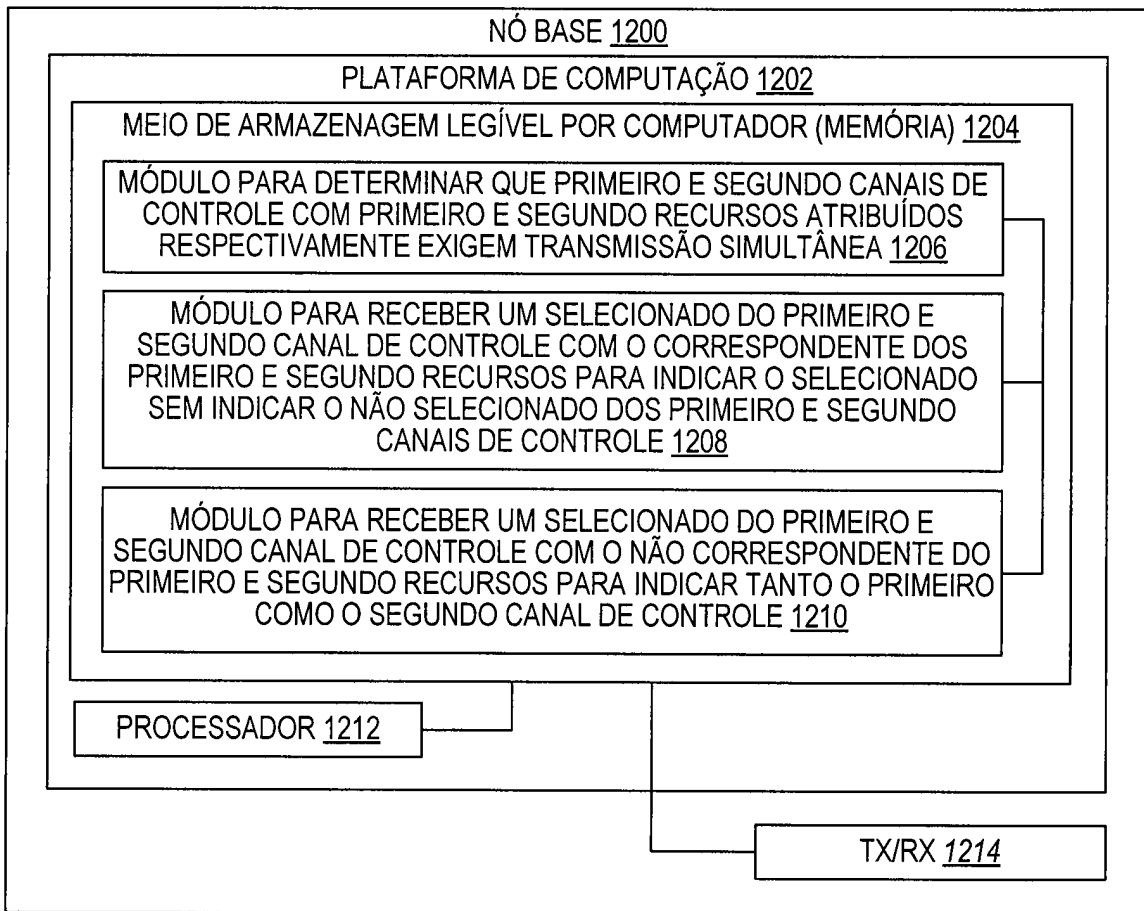 NÓ BASE 1200
PLATAFORMA DE COMPUTAÇÃO 1202
MEIO DE ARMAZENAGEM LEGÍVEL POR COMPUTADOR (MEMÓRIA) 1204
MÓDULO PARA DETERMINAR QUE PRIMEIRO E SEGUNDO CANAIS DE
CONTROLE COM PRIMEIRO E SEGUNDO RECURSOS ATRIBUÍDOS
RESPECTIVAMENTE EXIGEM TRANSMISSÃO SIMULTÂNEA 1206
MÓDULO PARA RECEBER UM SELECIONADO DO PRIMEIRO E
SEGUNDO CANAL DE CONTROLE COM O CORRESPONDENTE DOS
PRIMEIRO E SEGUNDO RECURSOS PARA INDICAR O SELECIONADO
SEM INDICAR O NÃO SELECIONADO DOS PRIMEIRO E SEGUNDO
CANAIS DE CONTROLE 1208
MÓDULO PARA RECEBER UM SELECIONADO DO PRIMEIRO E
SEGUNDO CANAL DE CONTROLE COM O NÃO CORRESPONDENTE DO
PRIMEIRO E SEGUNDO RECURSOS PARA INDICAR TANTO O PRIMEIRO
COMO O SEGUNDO CANAL DE CONTROLE 1210
PROCESSADOR 1212
TX/RX 1214